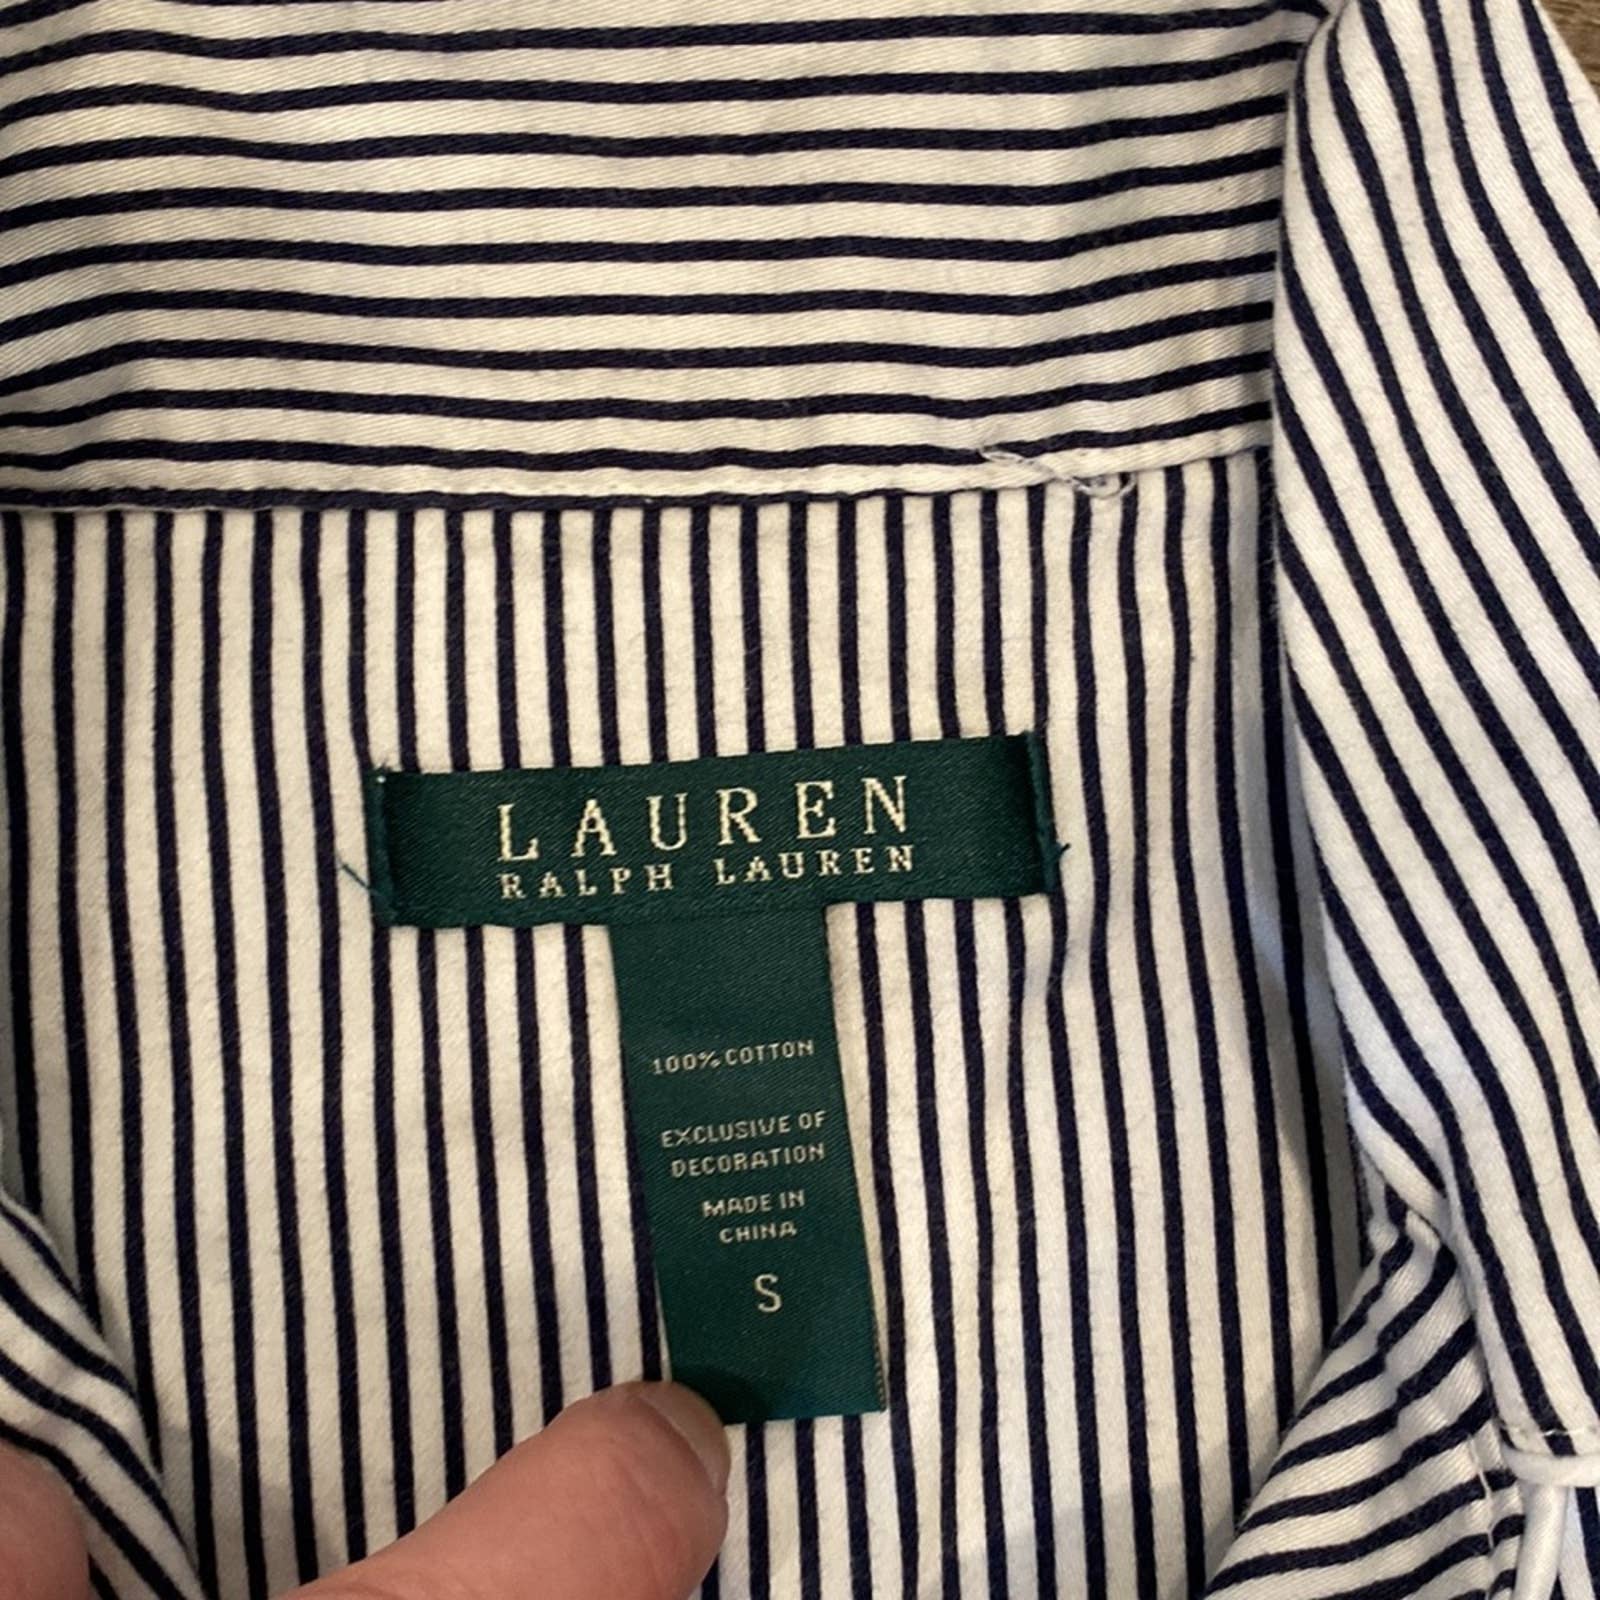 LAUREN
RALPH LAUREN
100% COTTON
EXCLUSIVE OF
DECORATION
MADE IN
CHINA
S